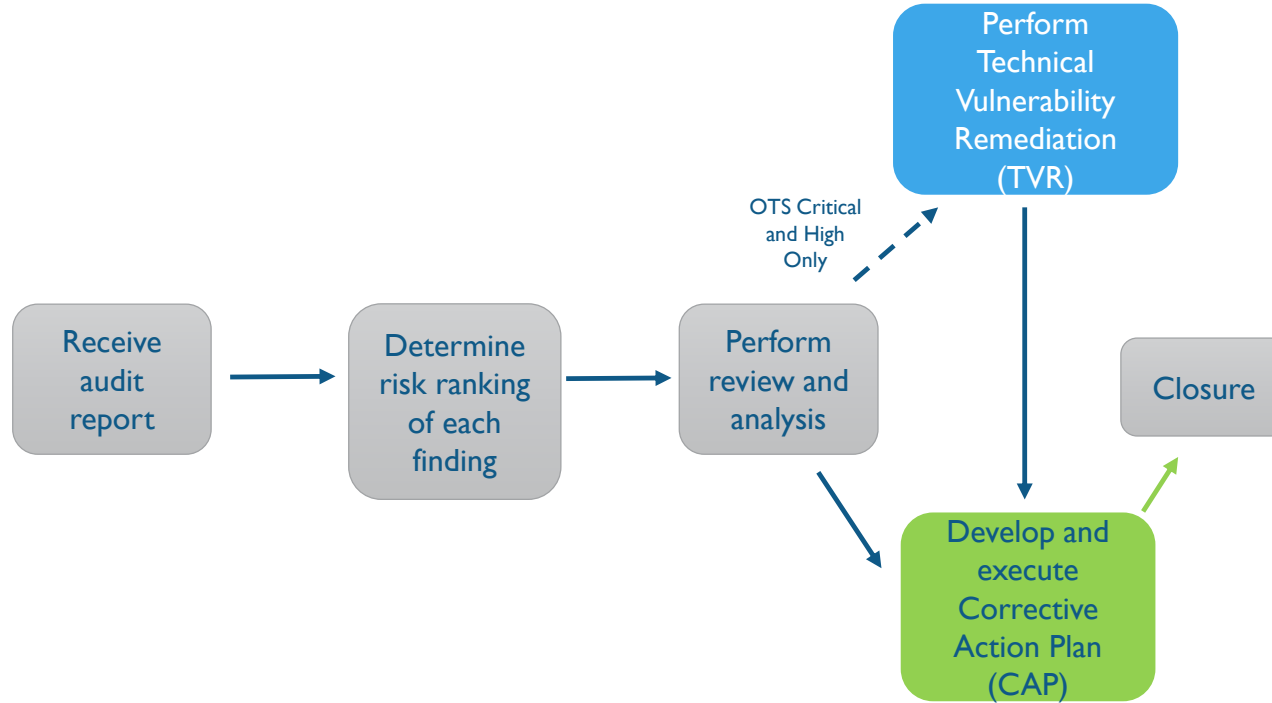 Perform
Technical
Vulnerability
Remediation
(TVR)
OTS Critical
and High
Only
Receive
audit
report
Determine
risk ranking
of each
finding
Perform
review and
analysis
Closure
Develop and
execute
Corrective
Action Plan
(CAP)